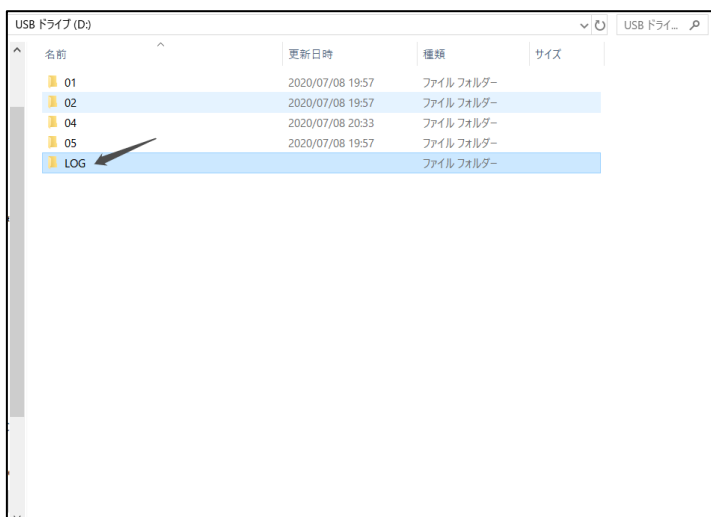 USB ドライブ (D:) USB ドライ...
名前 更新日時 種類 サイズ
01 2020/07/08 19:57 ファイル フォルダー
02 2020/07/08 19:57 ファイル フォルダー
04 2020/07/08 20:33 ファイル フォルダー
05 2020/07/08 19:57 ファイル フォルダー
LOG ファイル フォルダー